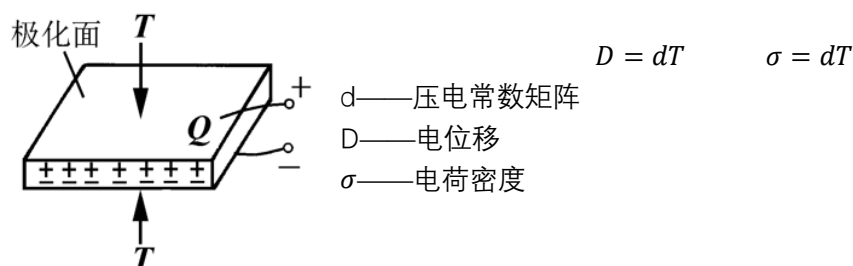 极化面
T
Q
+
−
+ + + + + + +
− − − − − − −
T
D = dT
σ = dT
d——压电常数矩阵
D——电位移
σ——电荷密度